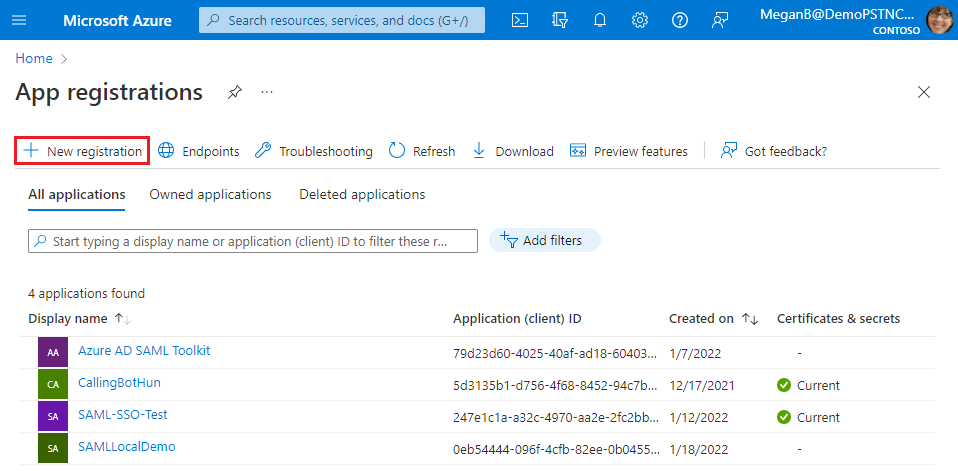 Microsoft Azure
Search resources, services, and docs (G+/)
MeganB@DemoPSTNC...
CONTOSO
Home
App registrations
New registration
Endpoints
Troubleshooting
Refresh
Download
Preview features
Got feedback?
All applications
Owned applications
Deleted applications
Start typing a display name or application (client) ID to filter these r...
Add filters
4 applications found
Display name
Application (client) ID
Created on
Certificates & secrets
AA Azure AD SAML Toolkit 79d23d60-4025-40af-ad18-60403... 1/7/2022 -
CA CallingBotHun 5d3135b1-d756-4f68-8452-94c7b... 12/17/2021 Current
SA SAML-SSO-Test 247e1c1a-a32c-4970-aa2e-2fc2bb... 1/12/2022 Current
SA SAMLLocalDemo 0eb54444-096f-4cfb-82ee-0b0455... 1/18/2022 -